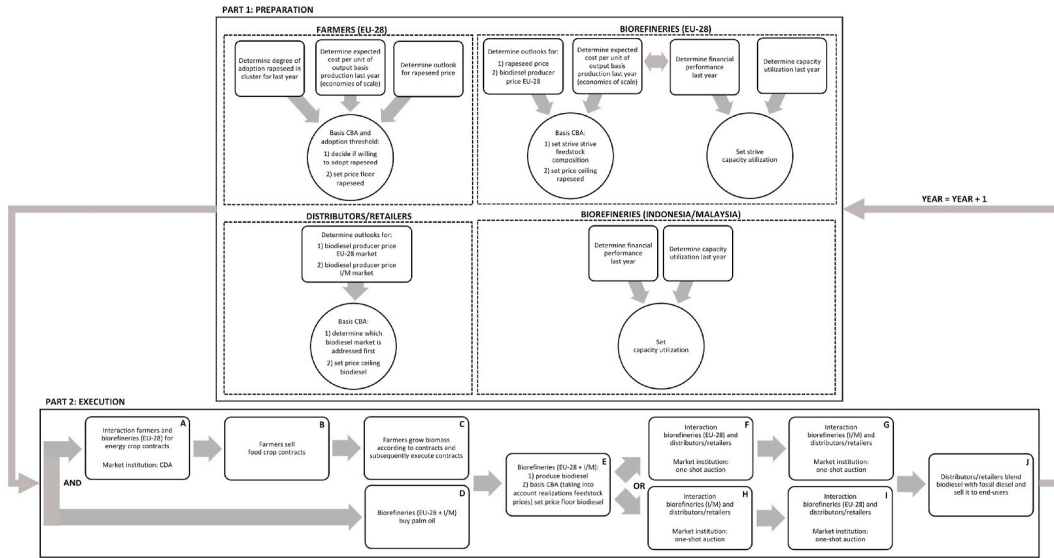 PART 1: PREPARATION
FARMERS (EU-28)
Determine degree of
adoption rapeseed in
cluster for last year
Determine expected
cost per unit of
output basis
production last year
(economies of scale)
Determine outlook
for rapeseed price
Basis CBA and
adoption threshold:
1) decide if willing
to adopt rapeseed
2) set price floor
rapeseed
BIOREFINERIES (EU-28)
Determine outlooks for:
1) rapeseed price
2) biodiesel producer
price EU-28
Determine expected
cost per unit of
output basis
production last year
(economies of scale)
Determine financial
performance
last year
Determine capacity
utilization last year
Basis CBA:
1) set strive strive
feedstock
composition
2) set price ceiling
rapeseed
Set strive
capacity utilization
DISTRIBUTORS/RETAILERS
Determine outlooks for:
1) biodiesel producer price
EU-28 market
2) biodiesel producer price
I/M market
Basis CBA:
1) determine which
biodiesel market is
addressed first
2) set price ceiling
biodiesel
BIOREFINERIES (INDONESIA/MALAYSIA)
Determine financial
performance
last year
Determine capacity
utilization last year
Set
capacity utilization
YEAR = YEAR + 1
PART 2: EXECUTION
AND
A
Interaction farmers and
biorefineries (EU-28) for
energy crop contracts
Market institution: CDA
B
Farmers sell
food crop contracts
C
Farmers grow biomass
according to contracts and
subsequently execute contracts
D
Biorefineries (EU-28 + I/M)
buy palm oil
E
Biorefineries (EU-28 + I/M):
1) produce biodiesel
2) basis CBA (taking into
account realizations feedstock
prices) set price floor biodiesel
OR
F
Interaction
biorefineries (EU-28) and
distributors/retailers
Market institution:
one-shot auction
G
Interaction
biorefineries (I/M) and
distributors/retailers
Market institution:
one-shot auction
H
Interaction
biorefineries (I/M) and
distributors/retailers
Market institution:
one-shot auction
I
Interaction
biorefineries (EU-28) and
distributors/retailers
Market institution:
one-shot auction
J
Distributors/retailers blend
biodiesel with fossil diesel and
sell it to end-users